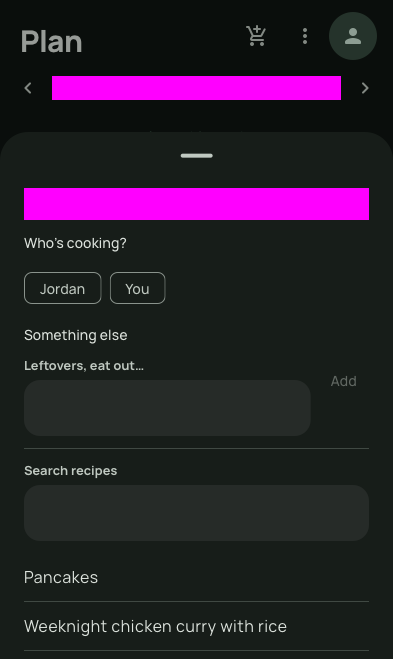 Plan
Who's cooking?
Jordan
You
Something else
Leftovers, eat out…
Add
Search recipes
Pancakes
Weeknight chicken curry with rice